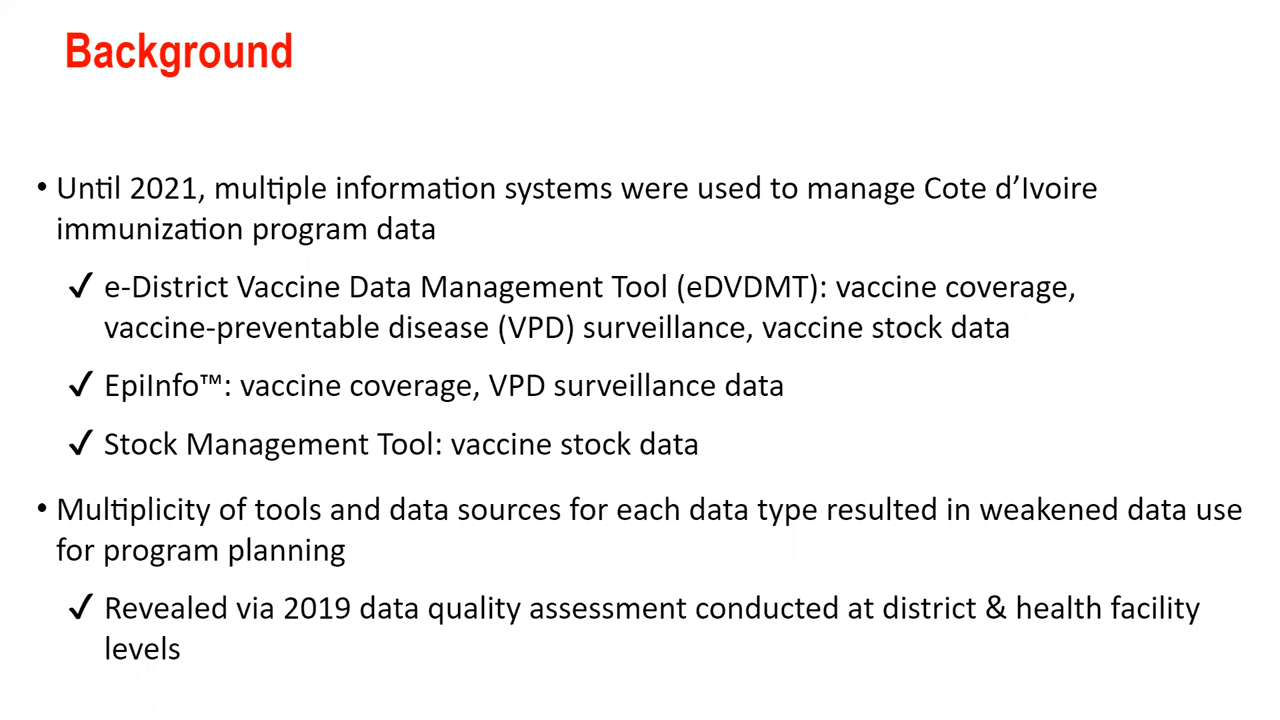 Background
• Until 2021, multiple information systems were used to manage Cote d’Ivoire
immunization program data
✓ e-District Vaccine Data Management Tool (eDVDMT): vaccine coverage,
vaccine-preventable disease (VPD) surveillance, vaccine stock data
✓ EpiInfo™: vaccine coverage, VPD surveillance data
✓ Stock Management Tool: vaccine stock data
• Multiplicity of tools and data sources for each data type resulted in weakened data use
for program planning
✓ Revealed via 2019 data quality assessment conducted at district & health facility
levels